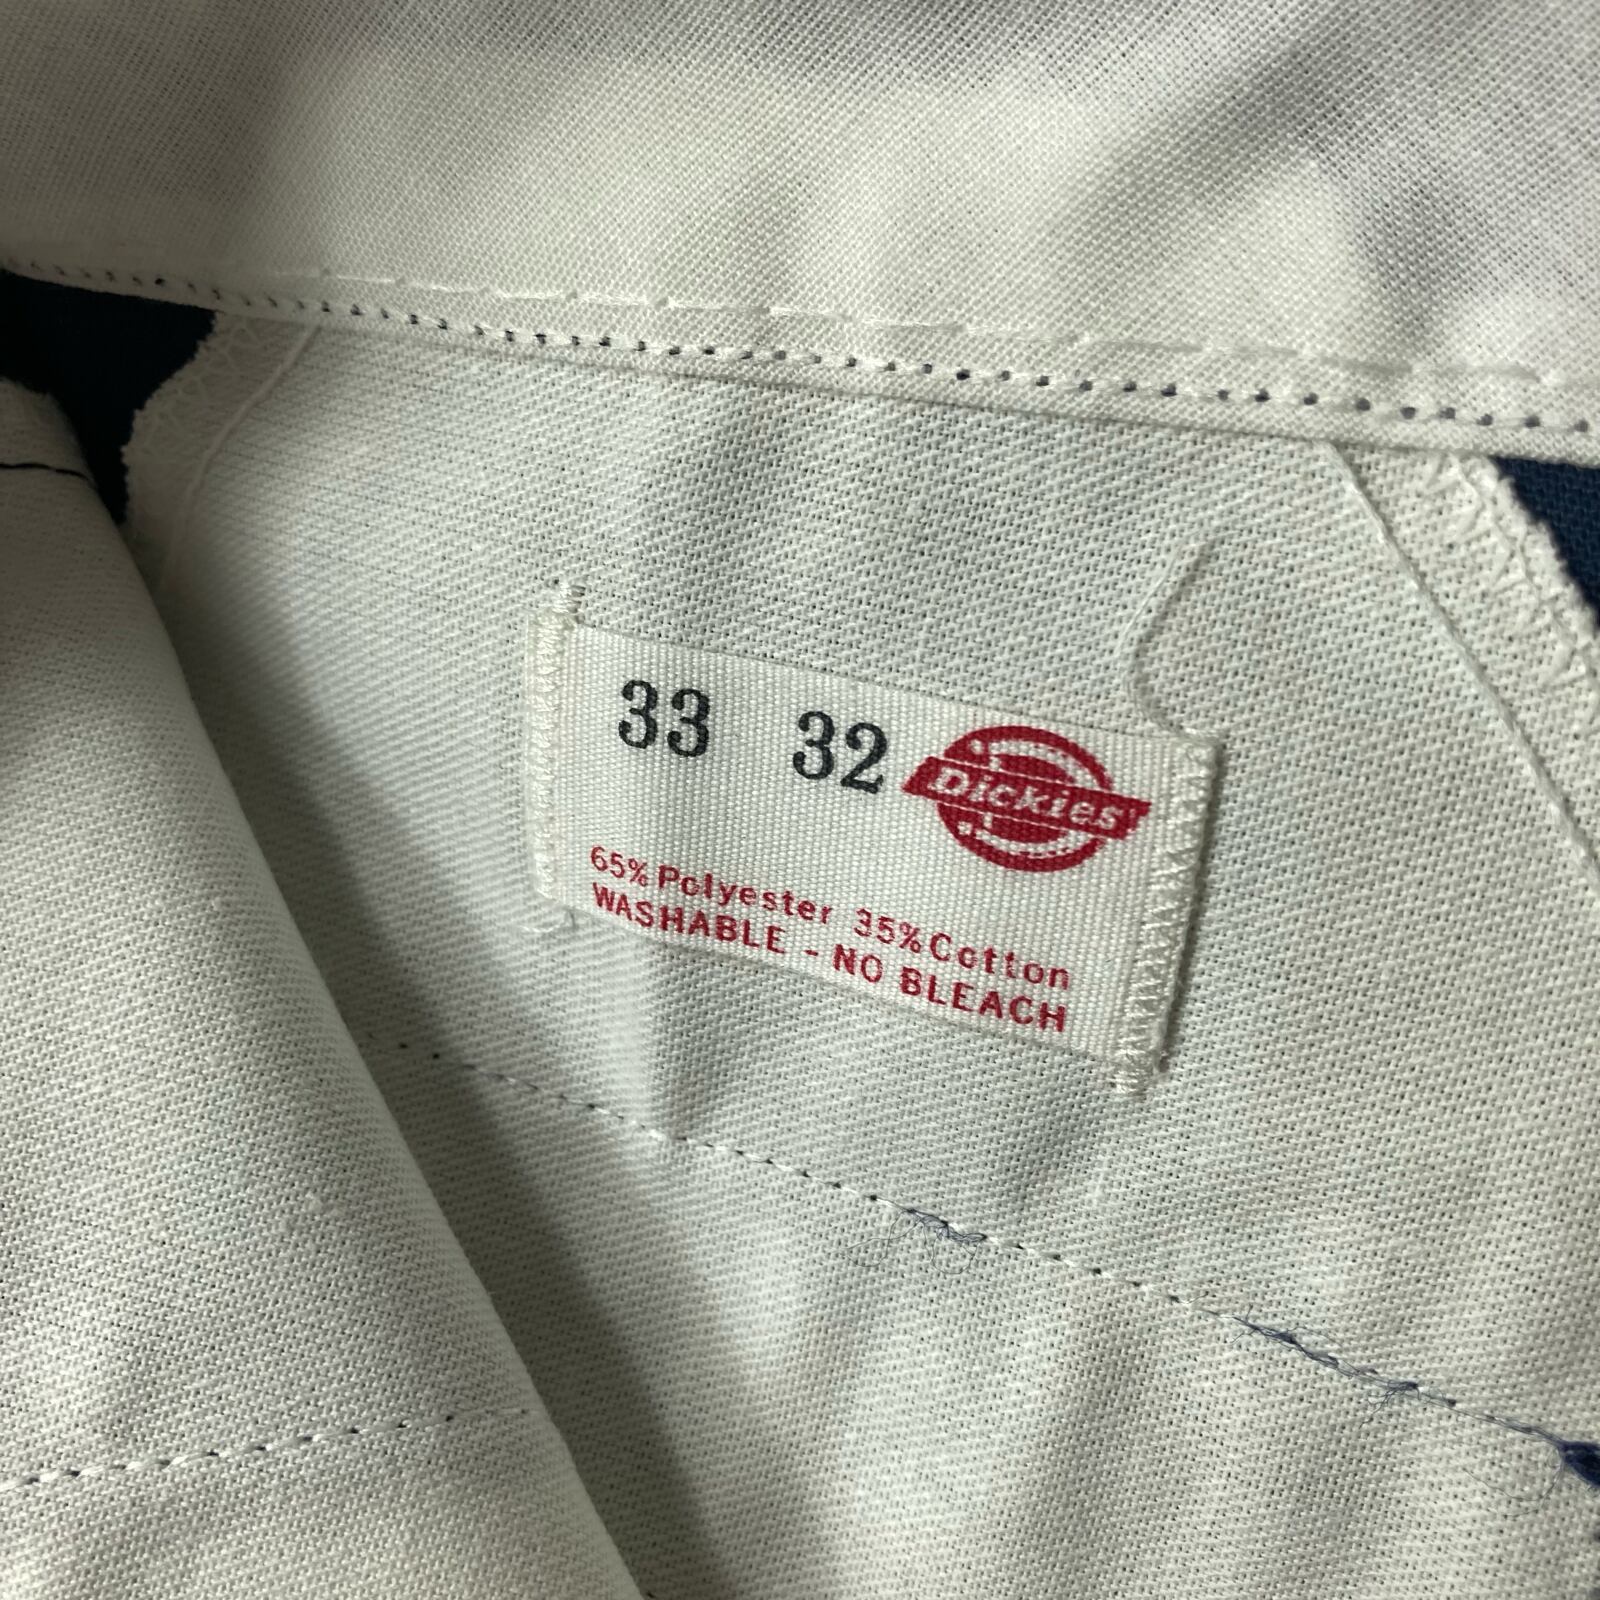 33 32 Dickies
65% Polyester 35% Cotton
WASHABLE - NO BLEACH